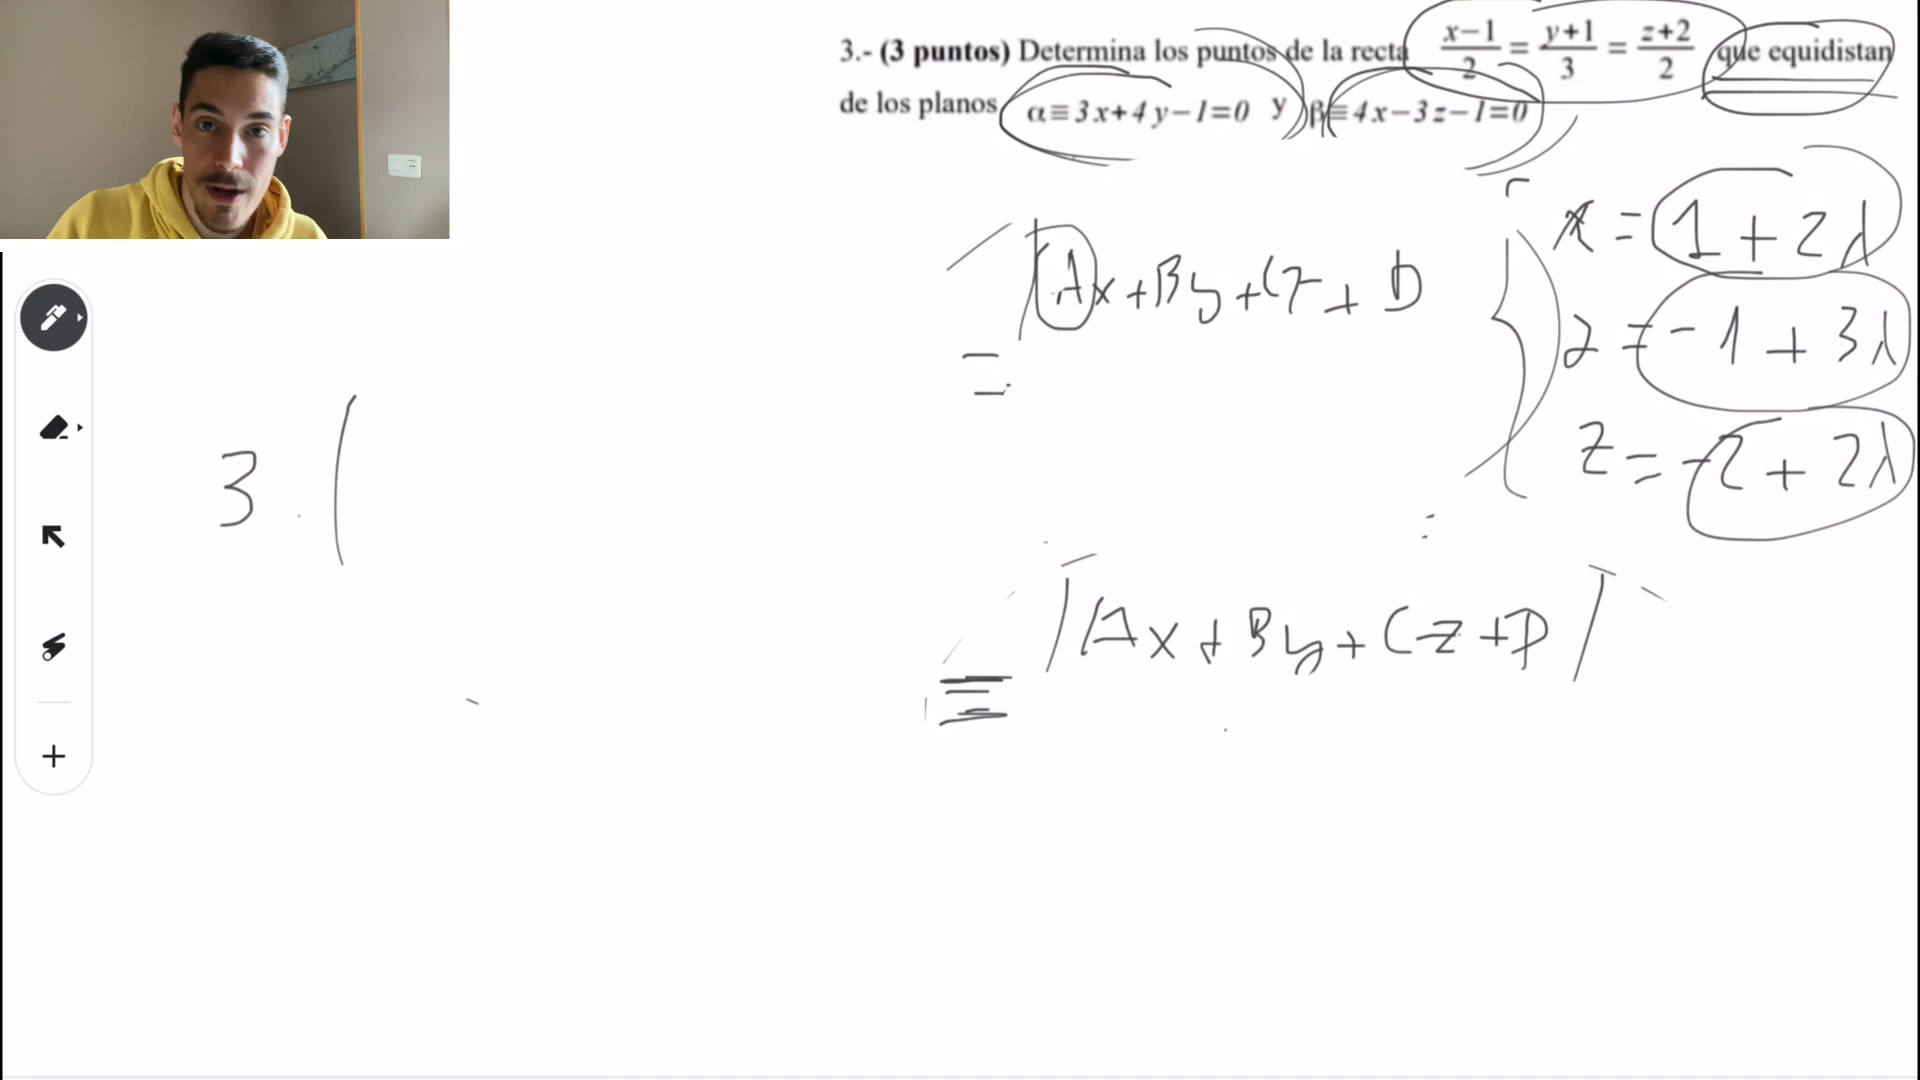 3.- (3 puntos) Determina los puntos de la recta x−1/2 = y+1/3 = z+2/2 que equidistan
de los planos α≡3x+4y−1=0 y β≡4x−3z−1=0
x = 1 + 2λ
|Ax+By+Cz+D
=
2 = -1 + 3λ
z = -2 + 2λ
3 · (
|Ax+By+Cz+D|
=